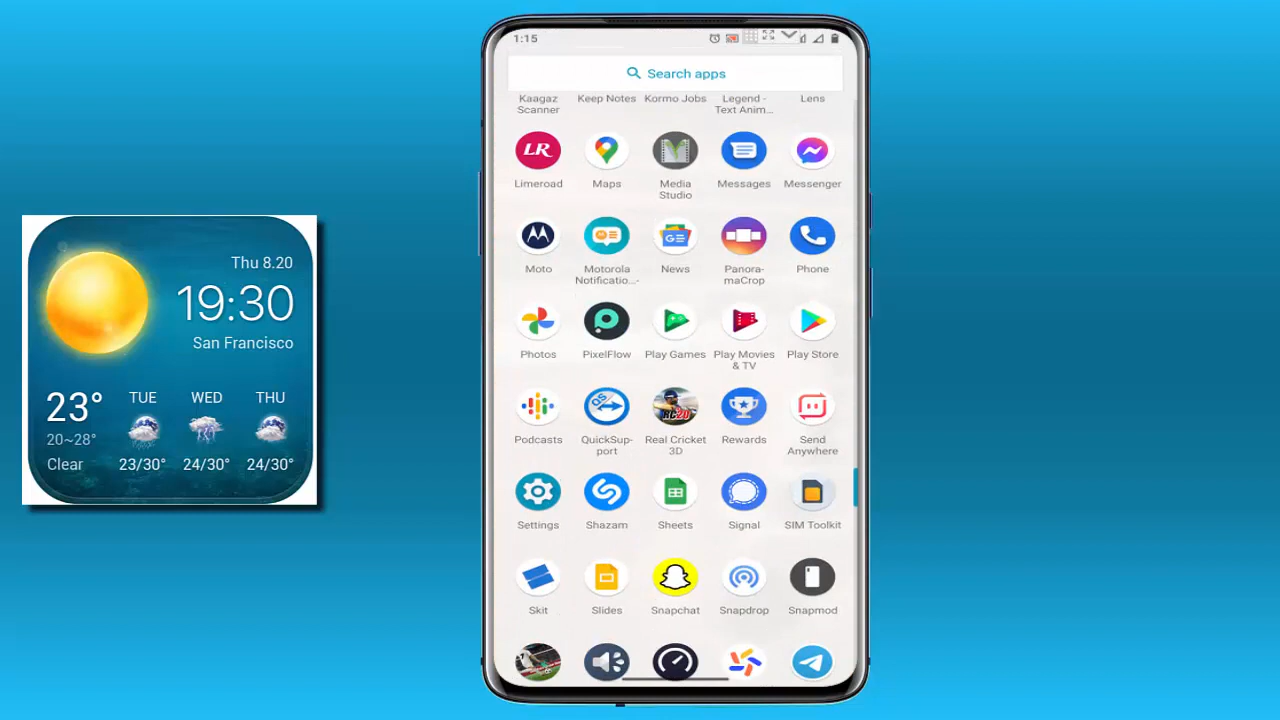 Thu 8.20
19:30
San Francisco
23°
20~28°
Clear
TUE WED THU
23/30° 24/30° 24/30°
1:15
Search apps
Kaagaz Scanner
Keep Notes
Kormo Jobs
Legend - Text Anim...
Lens
LR
Limeroad
Maps
Media Studio
Messages
Messenger
Moto
Motorola Notificatio...-
GE
News
Panora-
maCrop
Phone
Photos
PixelFlow
Play Games
Play Movies & TV
Play Store
Podcasts
QS
QuickSup-
port
RC20
Real Cricket 3D
Rewards
Send Anywhere
Settings
Shazam
Sheets
Signal
SIM Toolkit
Skit
Slides
Snapchat
Snapdrop
Snapmod